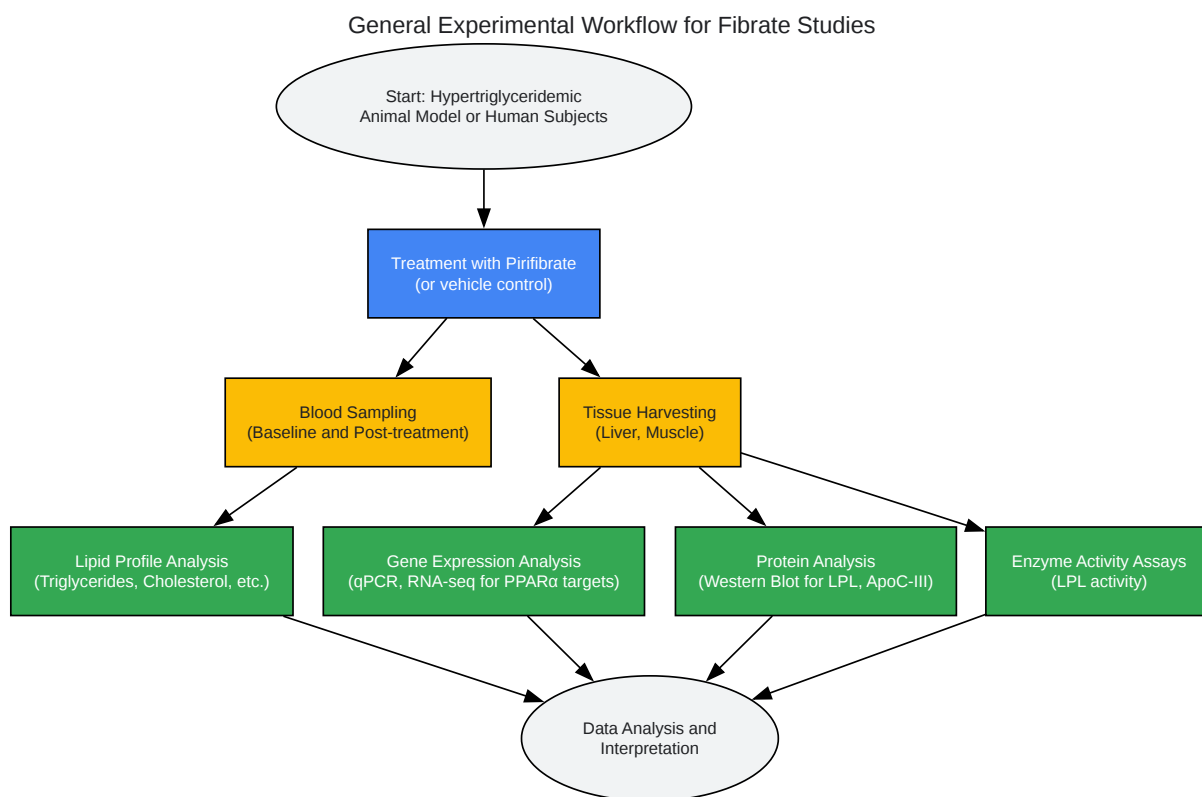 General Experimental Workflow for Fibrate Studies
Start: Hypertriglyceridemic
Animal Model or Human Subjects
Treatment with Pirifibrate
(or vehicle control)
Blood Sampling
(Baseline and Post-treatment)
Tissue Harvesting
(Liver, Muscle)
Lipid Profile Analysis
(Triglycerides, Cholesterol, etc.)
Gene Expression Analysis
(qPCR, RNA-seq for PPARα targets)
Protein Analysis
(Western Blot for LPL, ApoC-III)
Enzyme Activity Assays
(LPL activity)
Data Analysis and
Interpretation